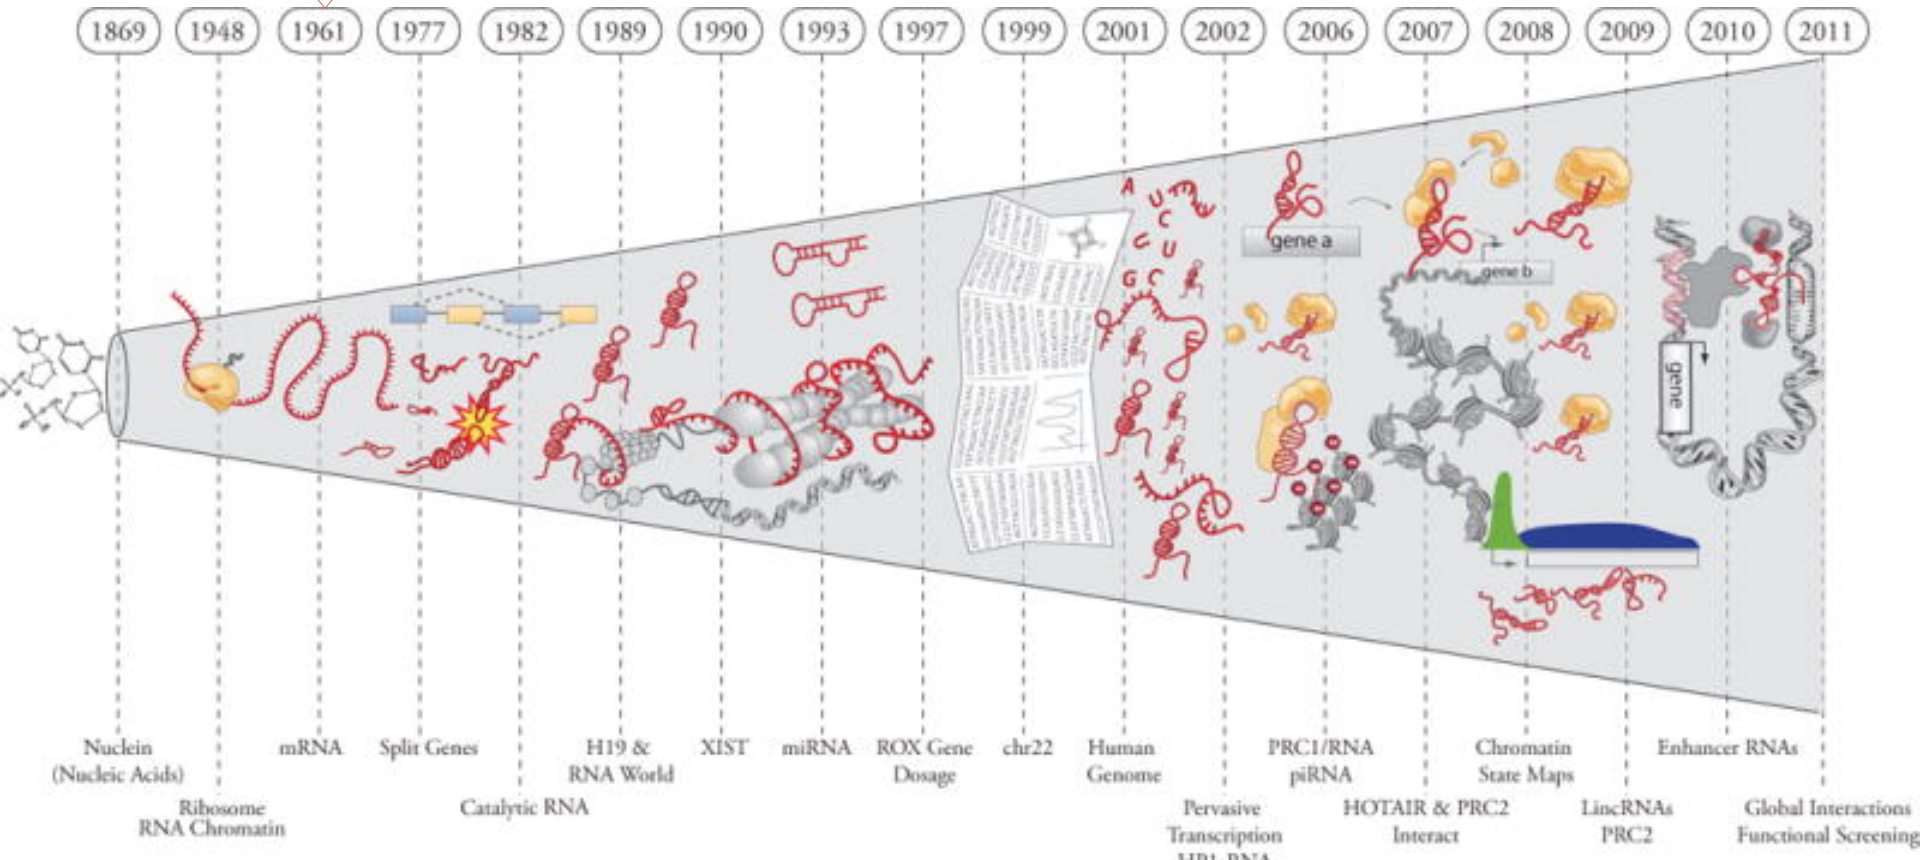 1869 1948 1961 1977 1982 1989 1990 1993 1997 1999 2001 2002 2006 2007 2008 2009 2010 2011
A
U
C
G U
G C
gene a
gene b
gene
Nuclein
(Nucleic Acids)
Ribosome
RNA Chromatin
mRNA
Split Genes
Catalytic RNA
H19 &
RNA World
XIST
miRNA
ROX Gene
Dosage
chr22
Human
Genome
Pervasive
Transcription
HP1-RNA
PRC1/RNA
piRNA
HOTAIR & PRC2
Interact
Chromatin
State Maps
LincRNAs
PRC2
Enhancer RNAs
Global Interactions
Functional Screening